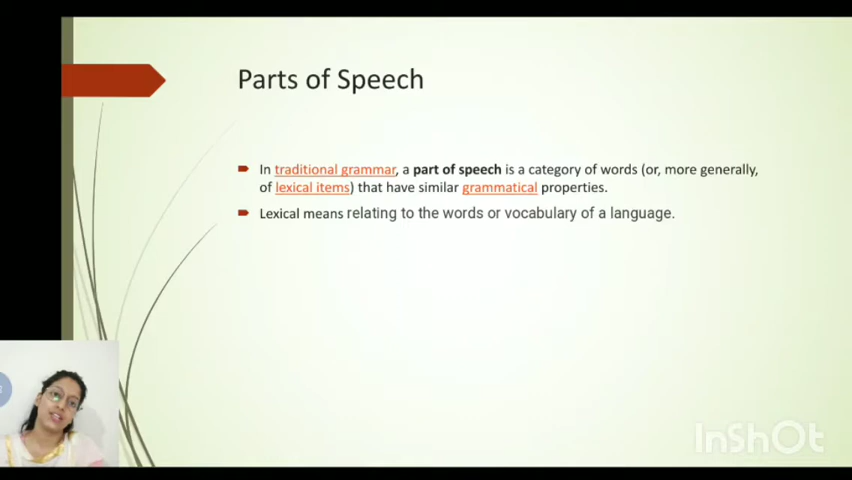 Parts of Speech
In traditional grammar, a part of speech is a category of words (or, more generally,
of lexical items) that have similar grammatical properties.
Lexical means relating to the words or vocabulary of a language.
InShOt